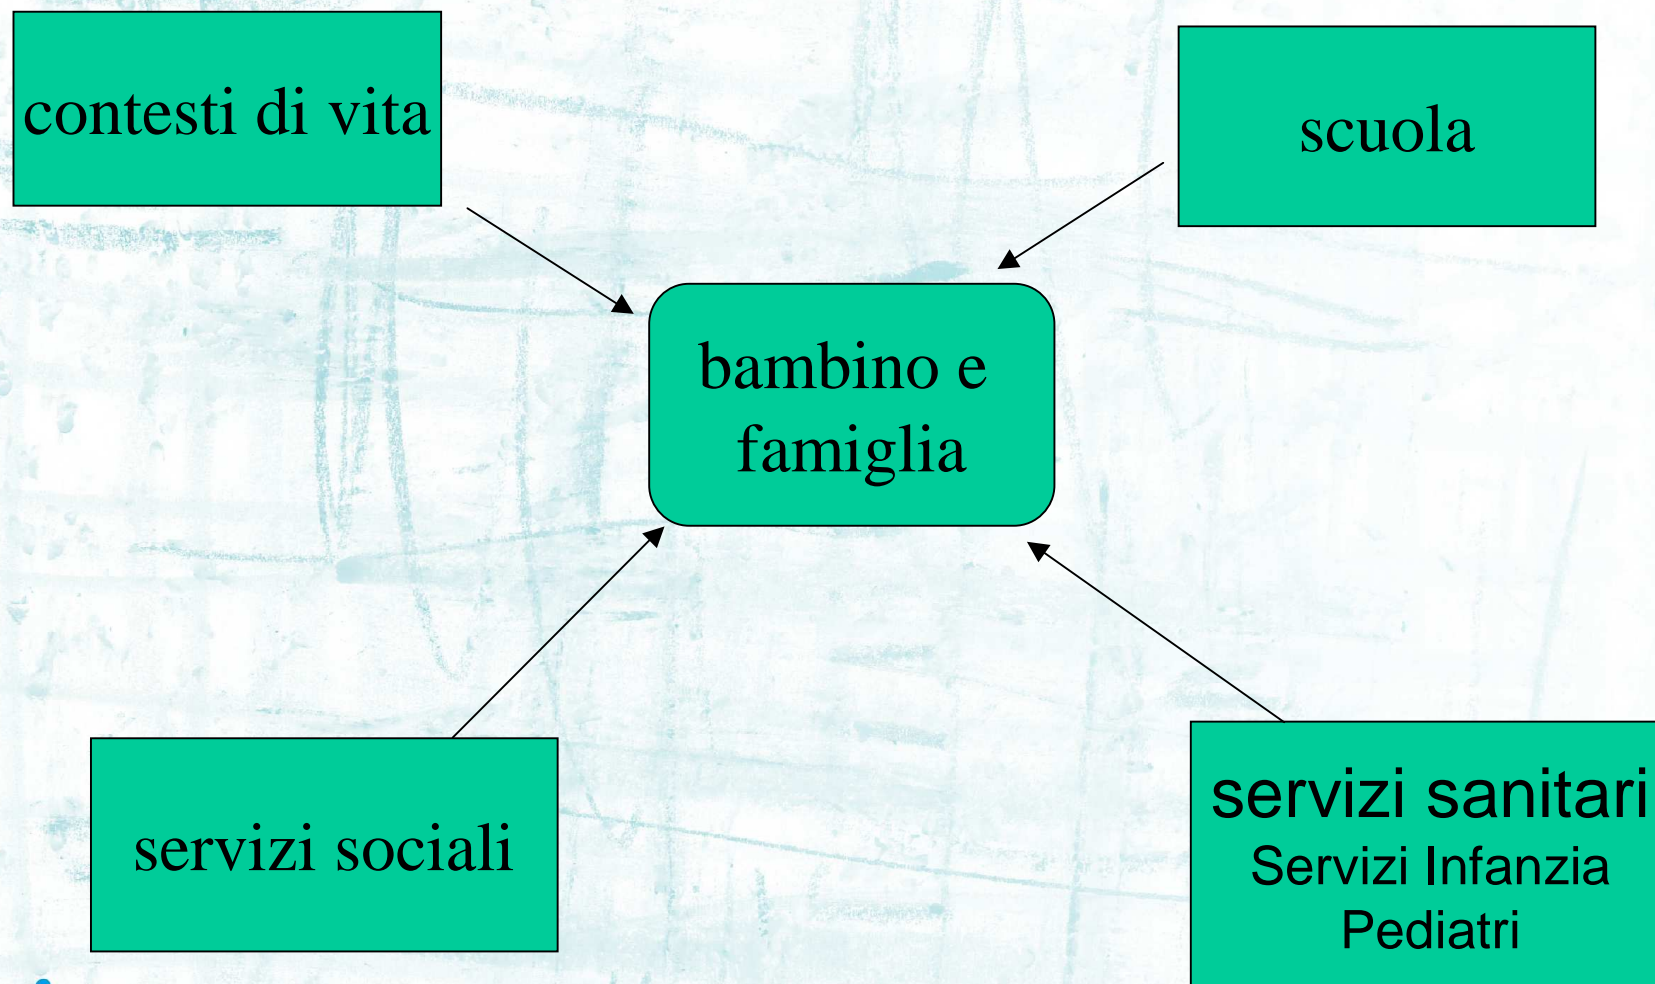 contesti di vita
scuola
bambino e
famiglia
servizi sociali
servizi sanitari
Servizi Infanzia
Pediatri